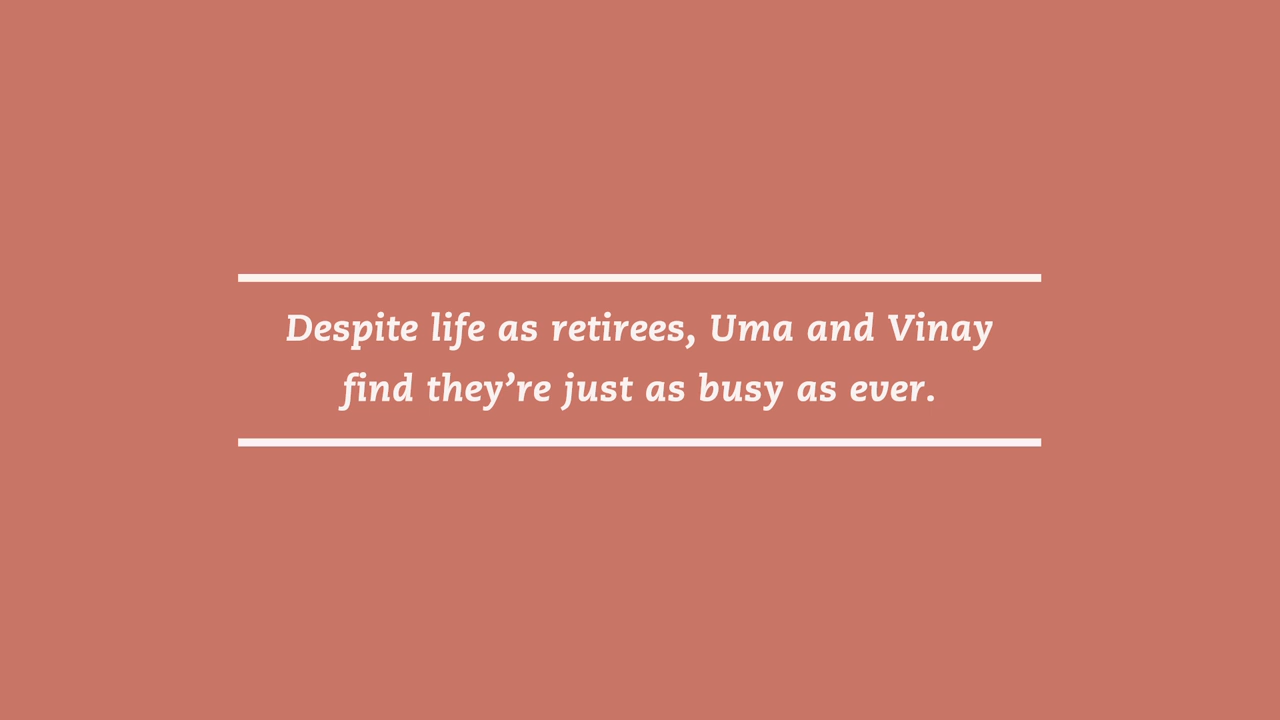 Despite life as retirees, Uma and Vinay
find they’re just as busy as ever.